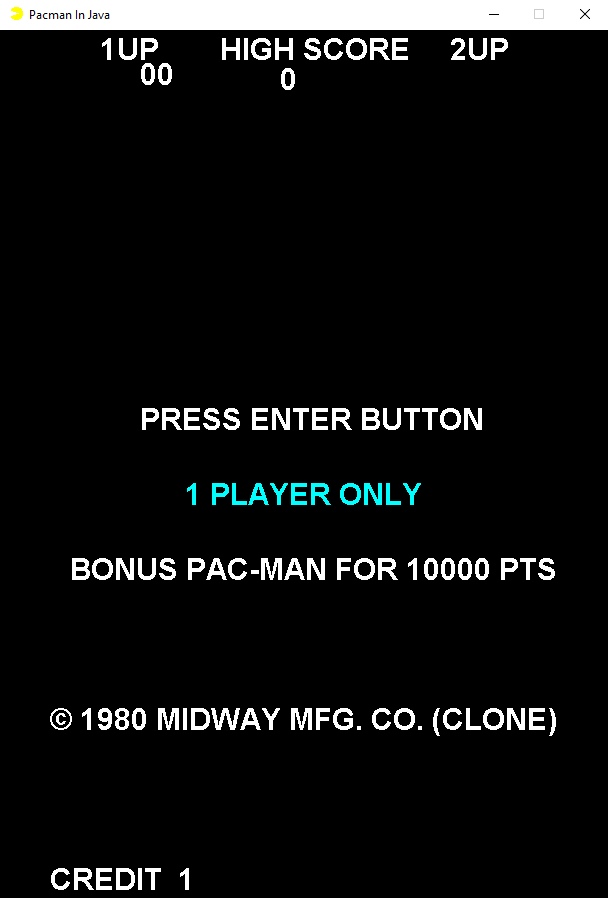 Pacman In Java
1UP HIGH SCORE 2UP
00 0
PRESS ENTER BUTTON
1 PLAYER ONLY
BONUS PAC-MAN FOR 10000 PTS
© 1980 MIDWAY MFG. CO. (CLONE)
CREDIT 1